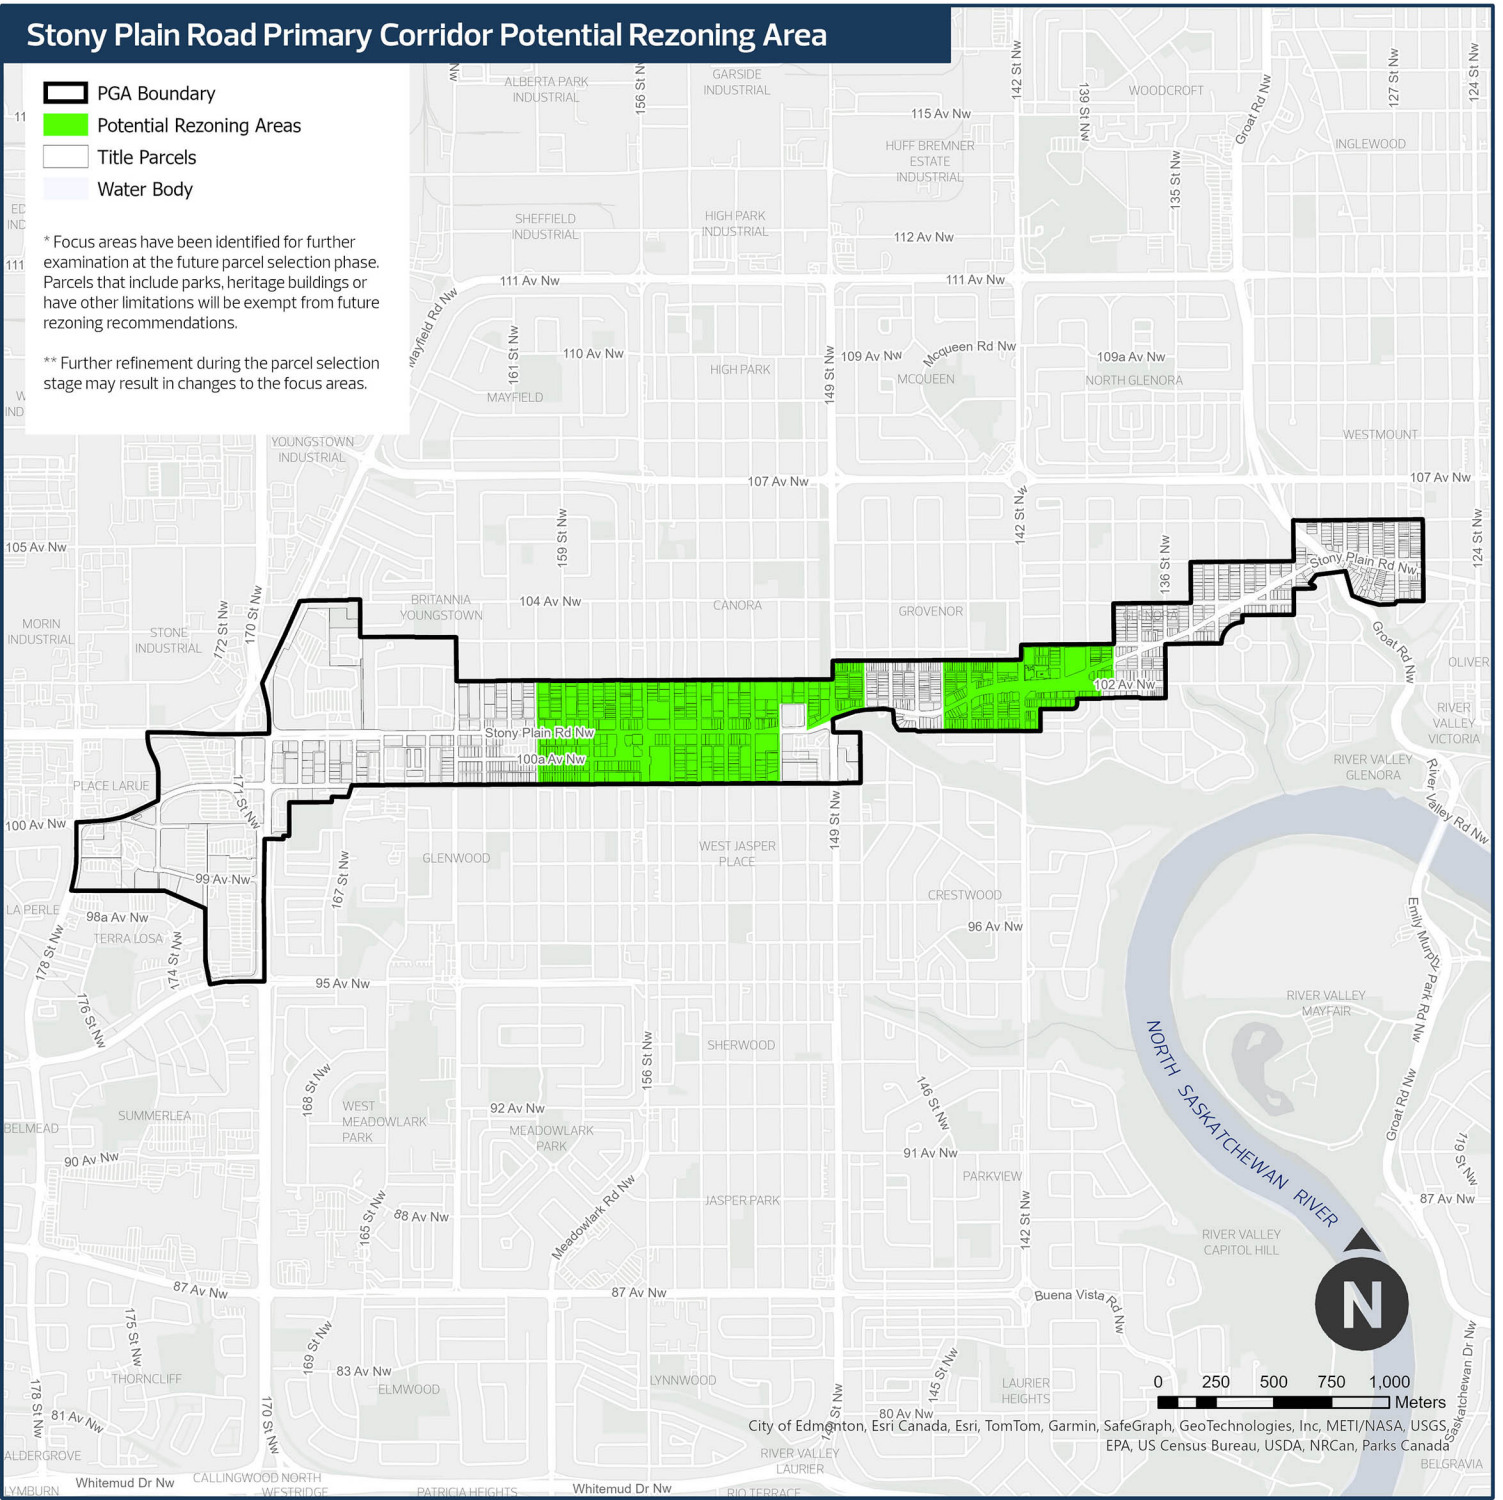 Stony Plain Road Primary Corridor Potential Rezoning Area
PGA Boundary
Potential Rezoning Areas
Title Parcels
Water Body
* Focus areas have been identified for further
examination at the future parcel selection phase.
Parcels that include parks, heritage buildings or
have other limitations will be exempt from future
rezoning recommendations.
** Further refinement during the parcel selection
stage may result in changes to the focus areas.
ALBERTA PARK
INDUSTRIAL
156 St N
GARSIDE
INDUSTRIAL
142 St Nw
139 St Nw
WOODCROFT
Groat Rd Nw
127 St Nw
124 St Nw
115 Av Nw
HUFF BREMNER
ESTATE
INDUSTRIAL
INGLEWOOD
135 St Nw
SHEFFIELD
INDUSTRIAL
HIGH PARK
INDUSTRIAL
112 Av Nw
111 Av Nw
111 Av Nw
Mayfield Rd Nw
161 St Nw
110 Av Nw
149 St Nw
109 Av Nw
Mcqueen Rd Nw
109a Av Nw
HIGH PARK
MCQUEEN
NORTH GLENORA
MAYFIELD
YOUNGSTOWN
INDUSTRIAL
WESTMOUNT
107 Av Nw
107 Av Nw
105 Av Nw
159 St Nw
142 St Nw
136 St Nw
124 St Nw
Stony Plain Rd Nw
172 St Nw
170 St Nw
BRITANNIA
YOUNGSTOWN
104 Av Nw
CANORA
GROVENOR
GLENORA
MORIN
INDUSTRIAL
STONE
INDUSTRIAL
Groat Rd Nw
OLIVER
102 Av Nw
RIVER
VALLEY
VICTORIA
Stony Plain Rd Nw
100a Av Nw
RIVER VALLEY
GLENORA
PLACE LARUE
171 St Nw
River Valley Rd Nw
100 Av Nw
149 St Nw
GLENWOOD
WEST JASPER
PLACE
167 St Nw
99 Av Nw
CRESTWOOD
LA PERLE
98a Av Nw
96 Av Nw
Emily Murphy Park Rd Nw
TERRA LOSA
178 St Nw
174 St Nw
95 Av Nw
176 St Nw
RIVER VALLEY
MAYFAIR
SHERWOOD
156 St Nw
NORTH SASKATCHEWAN RIVER
168 St Nw
146 St Nw
Groat Rd Nw
SUMMERLEA
WEST
MEADOWLARK
PARK
92 Av Nw
MEADOWLARK
PARK
BELMEAD
119 St Nw
90 Av Nw
91 Av Nw
PARKVIEW
165 St Nw
88 Av Nw
Meadowlark Rd Nw
JASPER PARK
142 St Nw
87 Av Nw
RIVER VALLEY
CAPITOL HILL
87 Av Nw
87 Av Nw
Buena Vista Rd Nw
N
175 St Nw
169 St Nw
83 Av Nw
ELMWOOD
LYNNWOOD
145 St Nw
LAURIER
HEIGHTS
THORNCLIFF
Saskatchewan Dr Nw
0 250 500 750 1,000
Meters
178 St Nw
81 Av Nw
170 St Nw
80 Av Nw
City of Edmonton, Esri Canada, Esri, TomTom, Garmin, SafeGraph, GeoTechnologies, Inc, METI/NASA, USGS,
EPA, US Census Bureau, USDA, NRCan, Parks Canada
ALDERGROVE
RIVER VALLEY
LAURIER
BELGRAVIA
Whitemud Dr Nw
CALLINGWOOD NORTH
WESTRIDGE
PATRICIA HEIGHTS
Whitemud Dr Nw
RIO TERRACE
LYMBURN